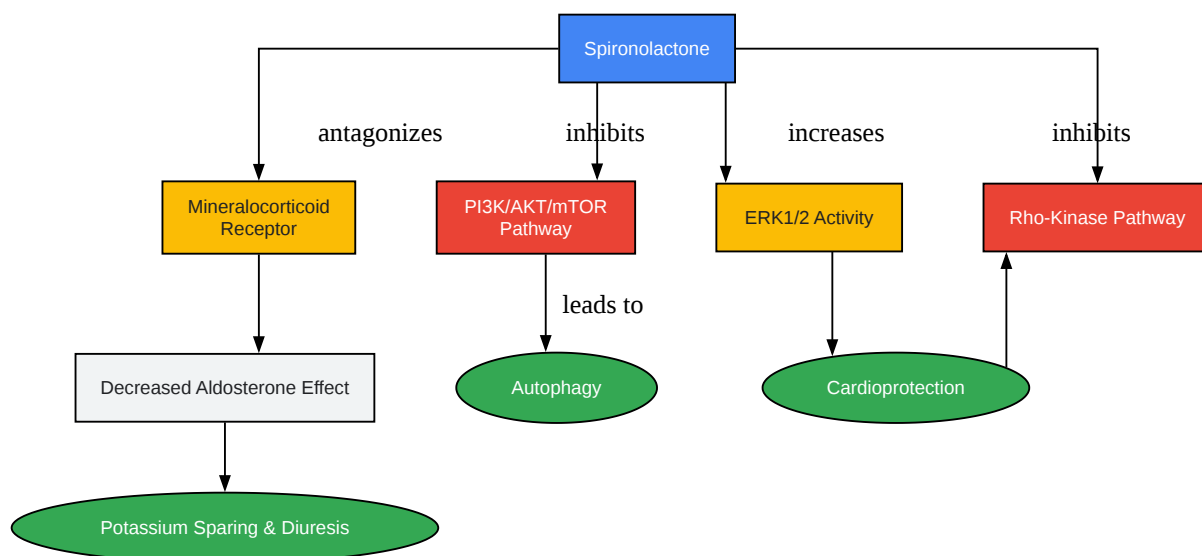 Spironolactone
antagonizes
inhibits
increases
inhibits
Mineralocorticoid
Receptor
PI3K/AKT/mTOR
Pathway
ERK1/2 Activity
Rho-Kinase Pathway
leads to
Decreased Aldosterone Effect
Autophagy
Cardioprotection
Potassium Sparing & Diuresis